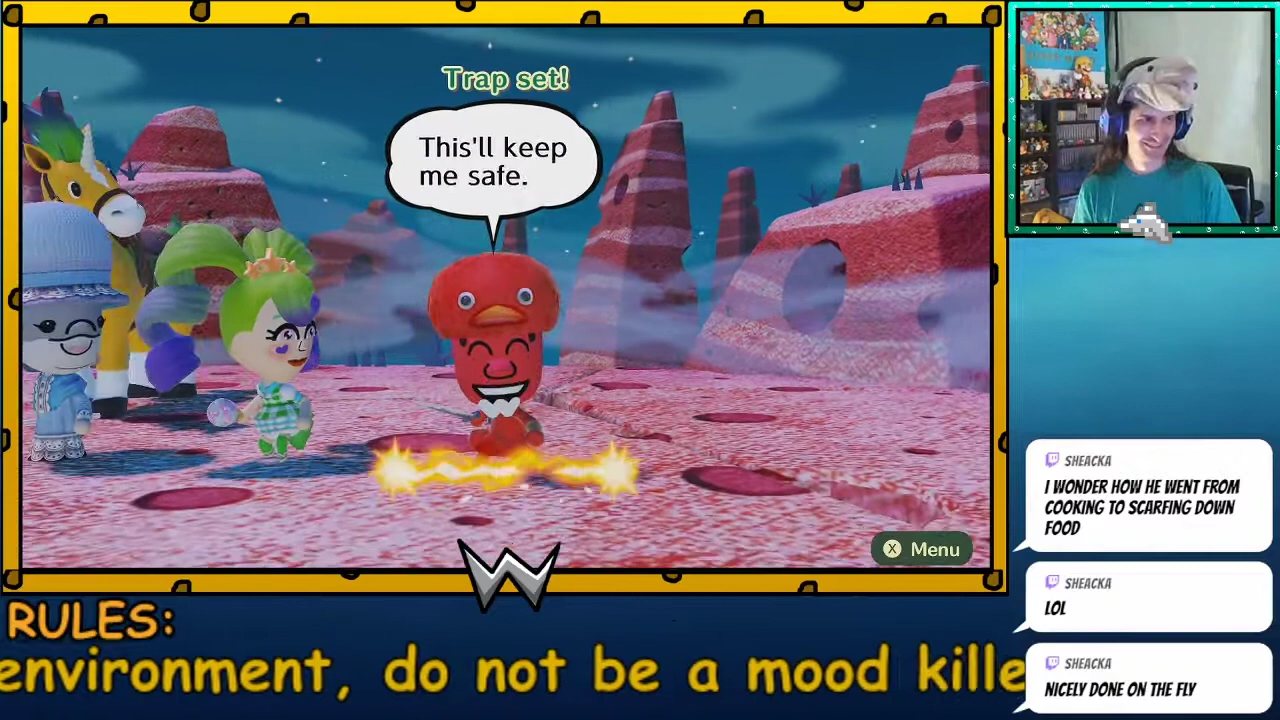 Trap set!
This'll keep
me safe.
X Menu
RULES:
environment, do not be a mood kille
SHEACKA
I WONDER HOW HE WENT FROM
COOKING TO SCARFING DOWN
FOOD
SHEACKA
LOL
SHEACKA
NICELY DONE ON THE FLY